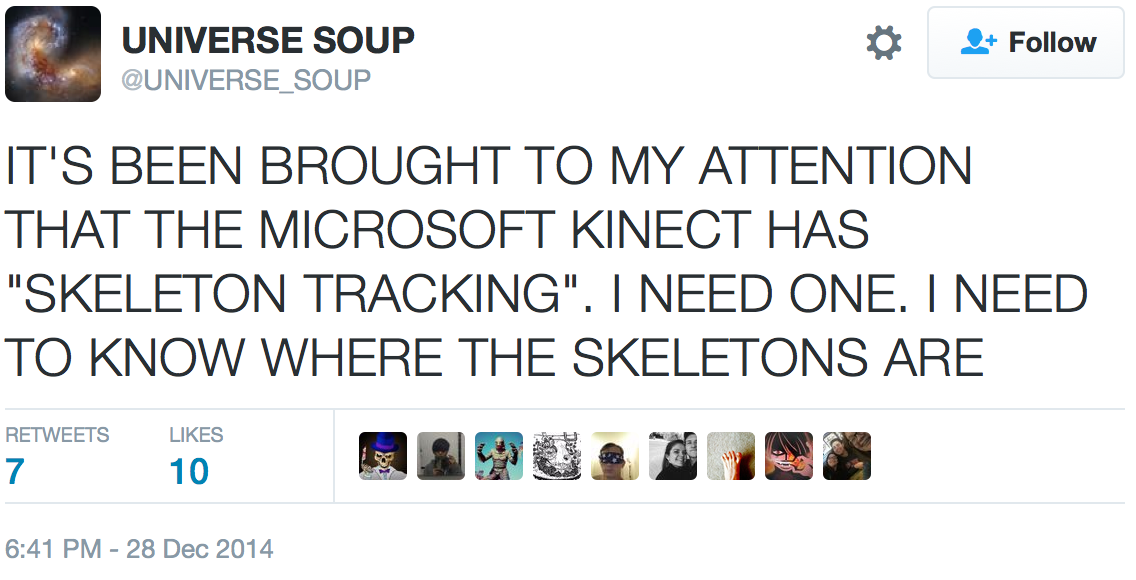 UNIVERSE SOUP
@UNIVERSE_SOUP
Follow
IT'S BEEN BROUGHT TO MY ATTENTION
THAT THE MICROSOFT KINECT HAS
"SKELETON TRACKING". I NEED ONE. I NEED
TO KNOW WHERE THE SKELETONS ARE
RETWEETS LIKES
7 10
6:41 PM - 28 Dec 2014